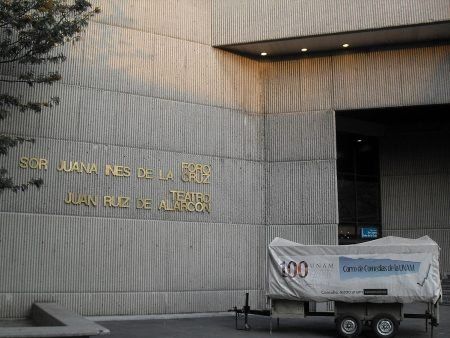 FORO
SOR JUANA INES DE LA CRUZ
TEATRO
JUAN RUIZ DE ALARCON
100 UNAM
Carro de Comedias de la UNAM